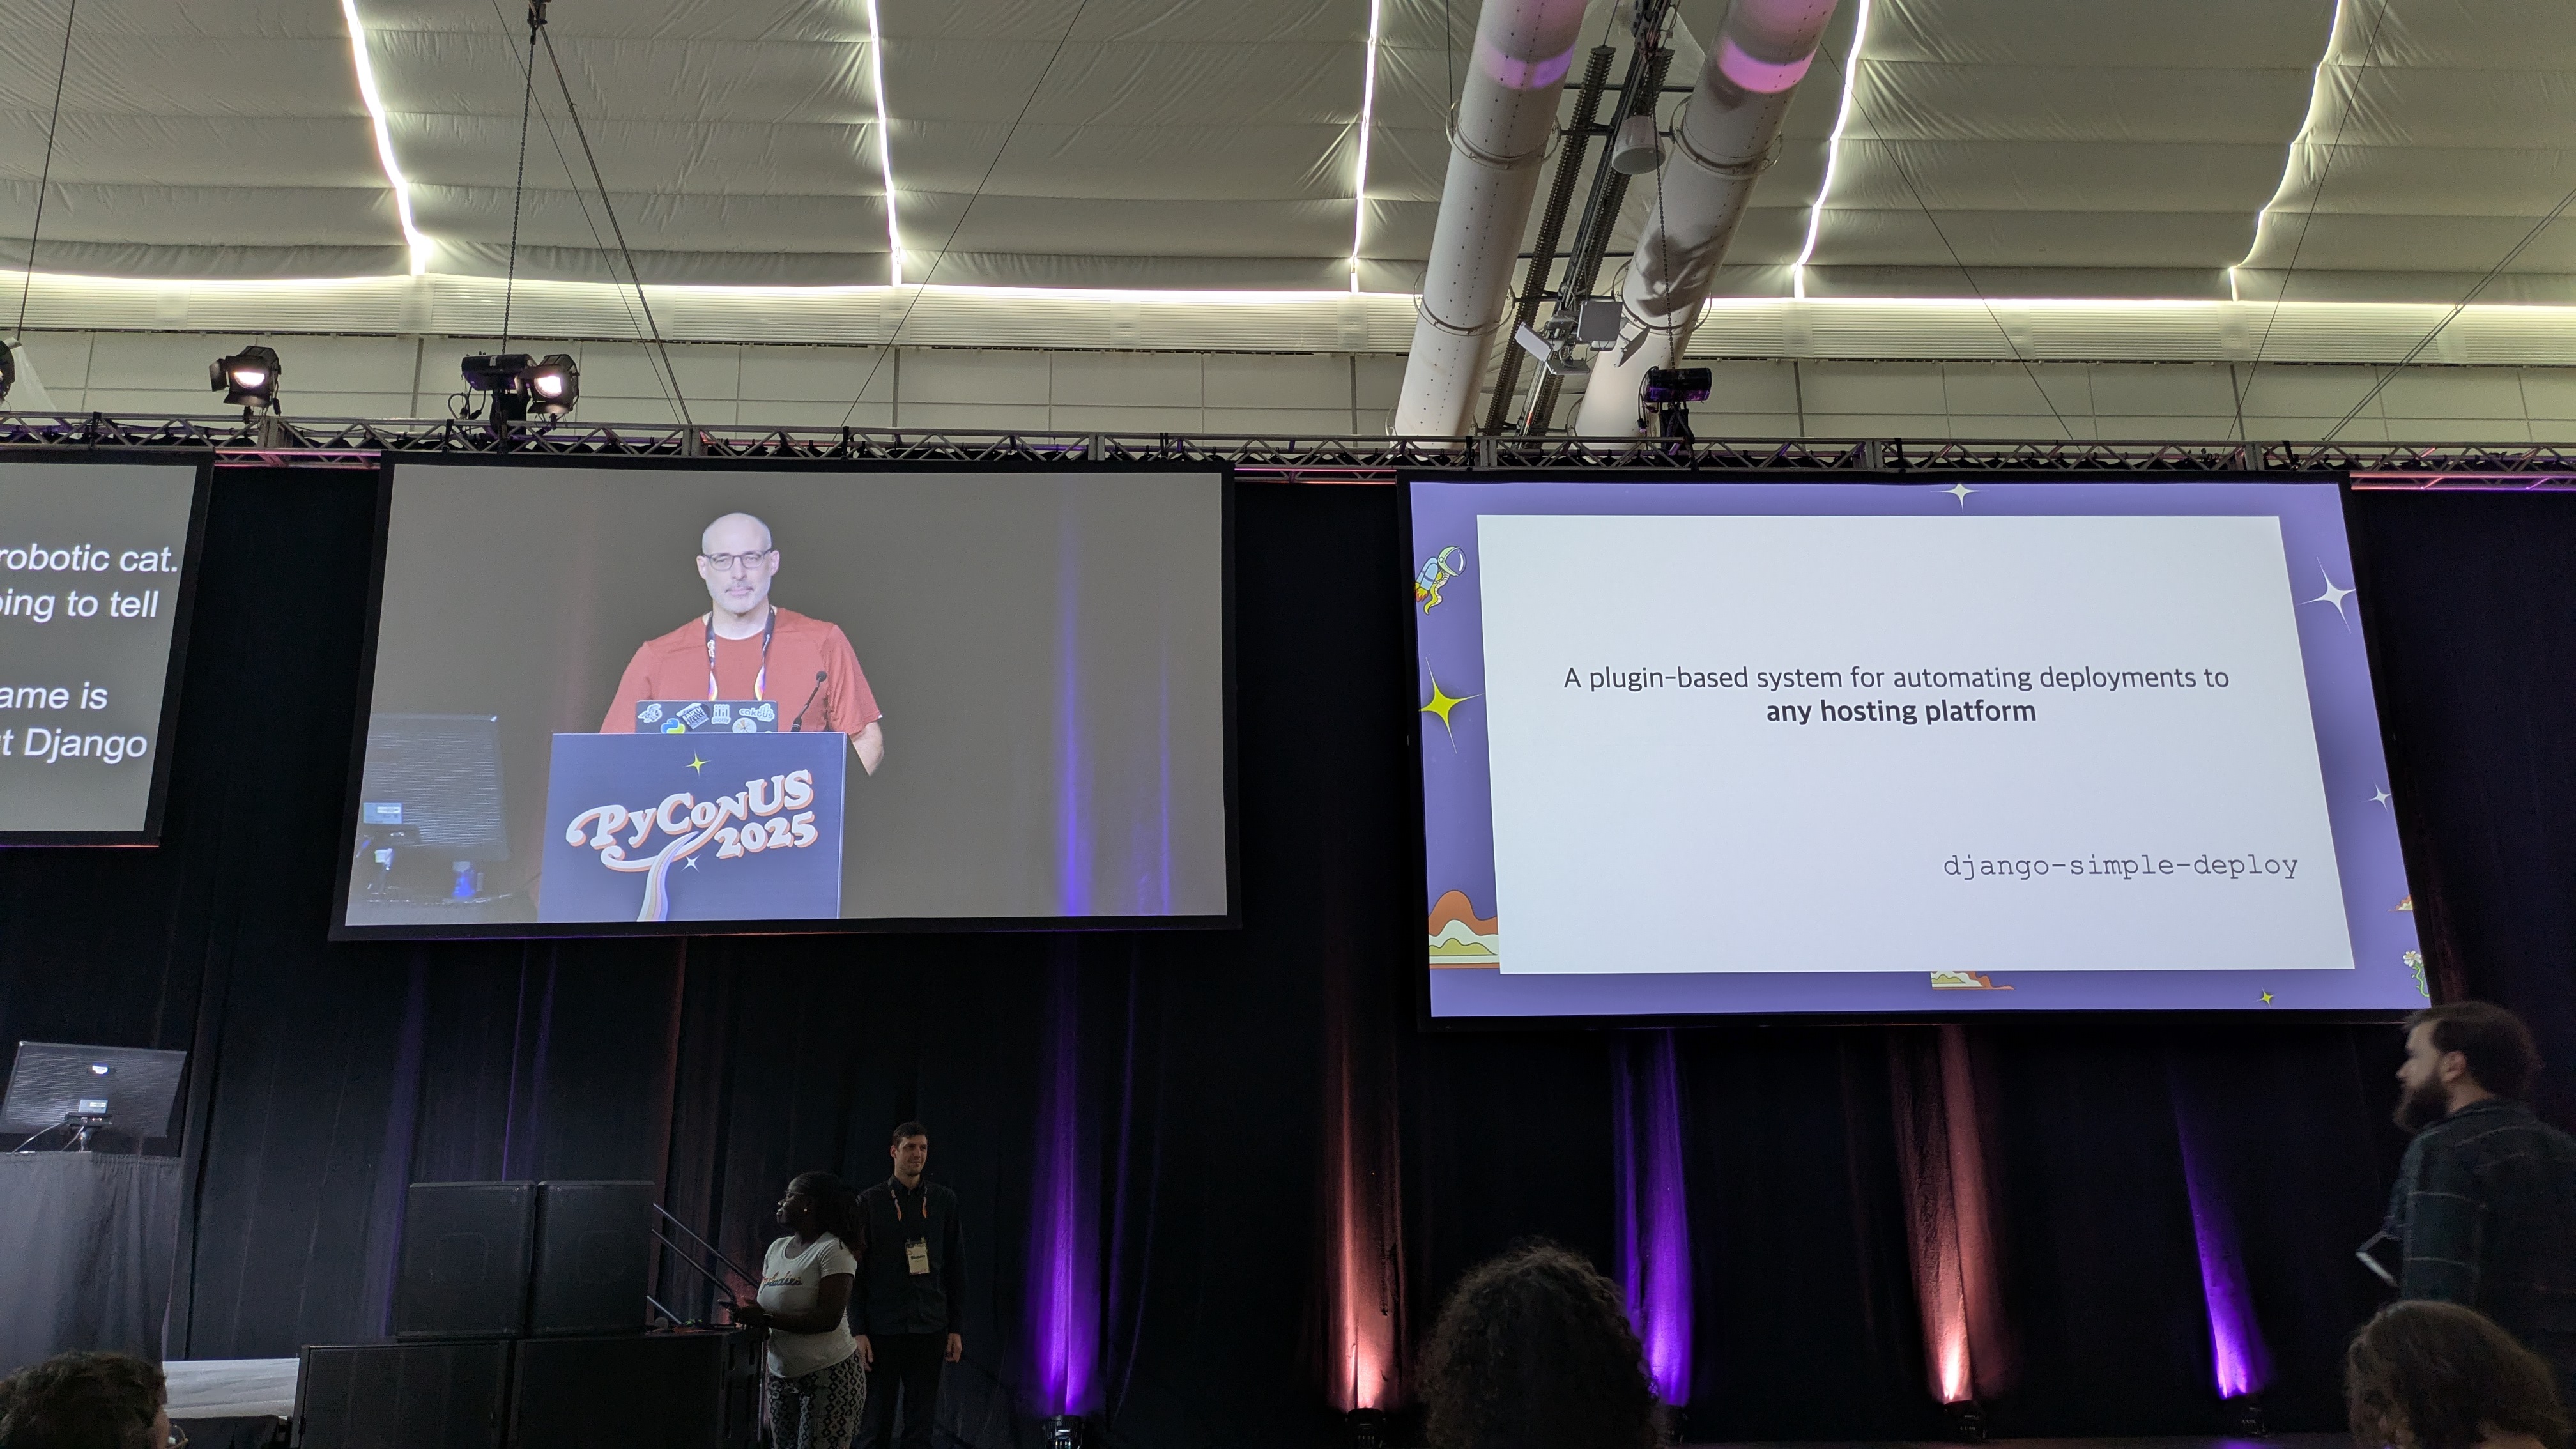 robotic cat.
ing to tell
ame is
t Django
PyConUS
2025
A plugin-based system for automating deployments to
any hosting platform
django-simple-deploy